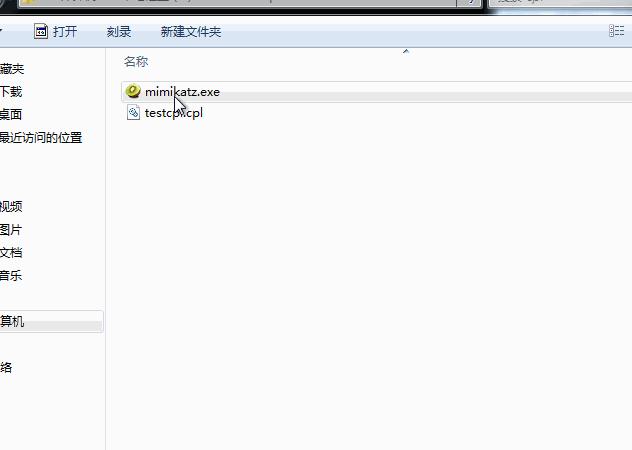 打开 刻录 新建文件夹
名称
藏夹
下载
桌面
最近访问的位置
视频
图片
文档
音乐
算机
络
mimikatz.exe
testcpl.cpl